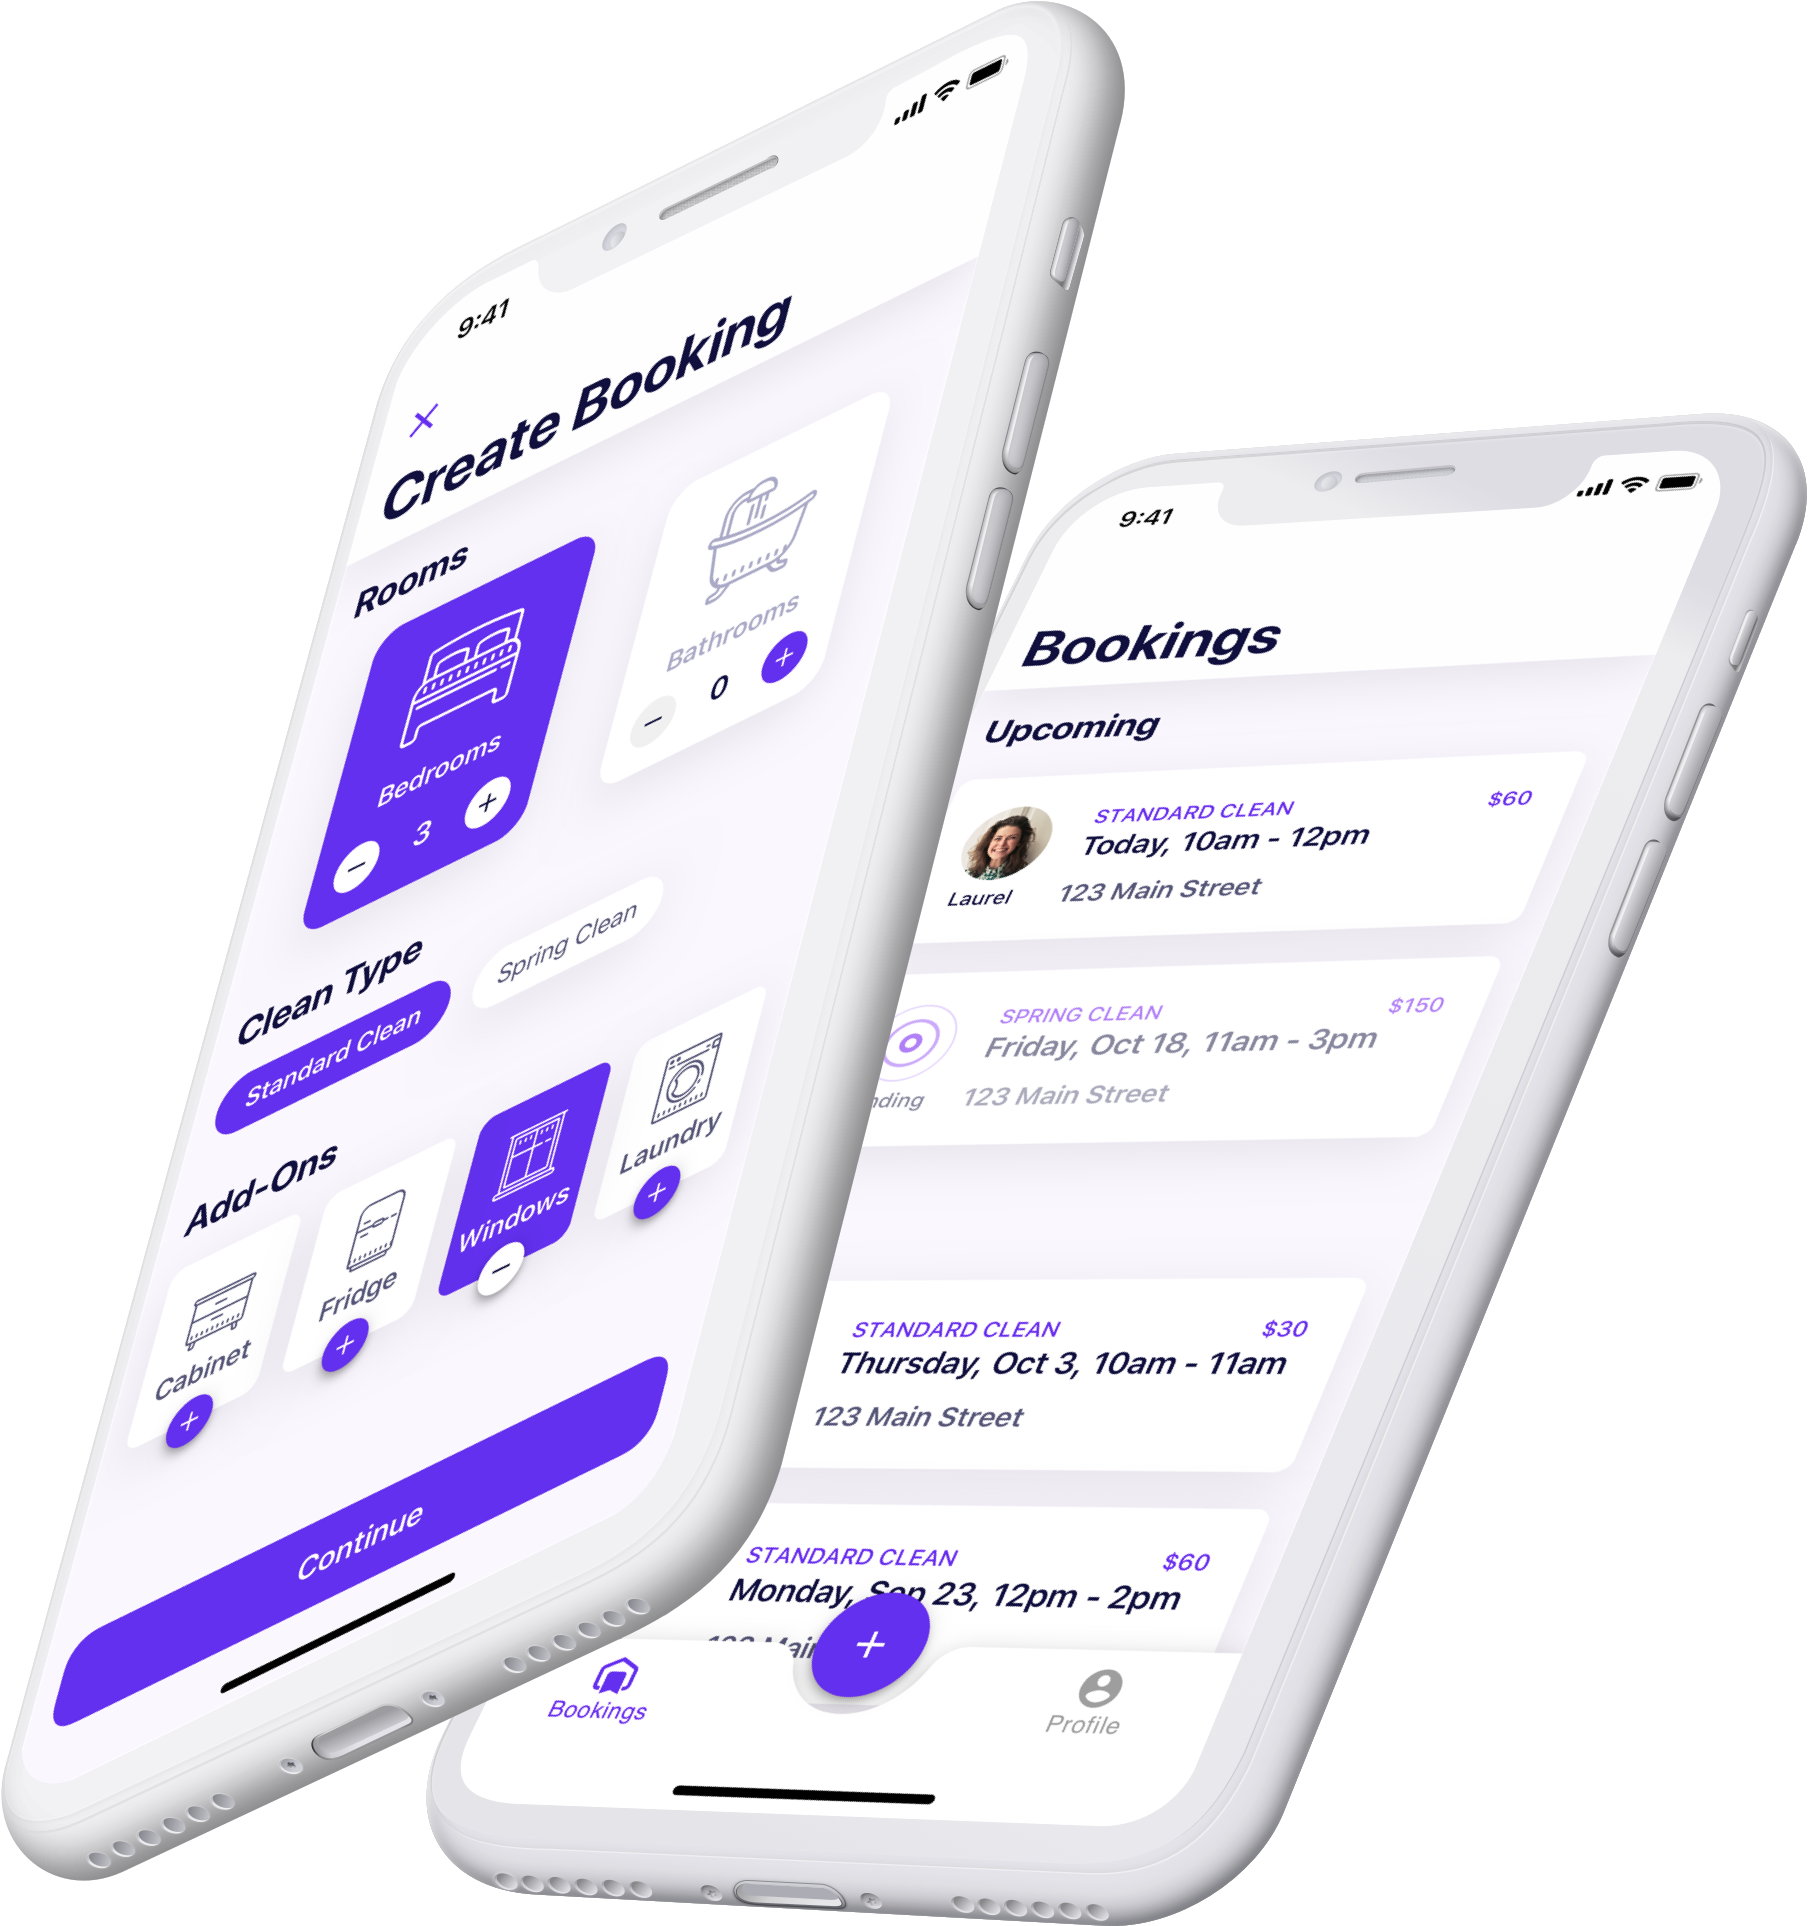 9:41
Create Booking
Rooms
Bedrooms
3
Bathrooms
0
Clean Type
Standard Clean
Spring Clean
Add-Ons
Cabinet
Fridge
Windows
Laundry
Continue
9:41
Bookings
Upcoming
STANDARD CLEAN
$60
Today, 10am - 12pm
Laurel
123 Main Street
SPRING CLEAN
$150
Friday, Oct 18, 11am - 3pm
123 Main Street
STANDARD CLEAN
$30
Thursday, Oct 3, 10am - 11am
123 Main Street
STANDARD CLEAN
$60
Monday, Sep 23, 12pm - 2pm
Bookings
Profile